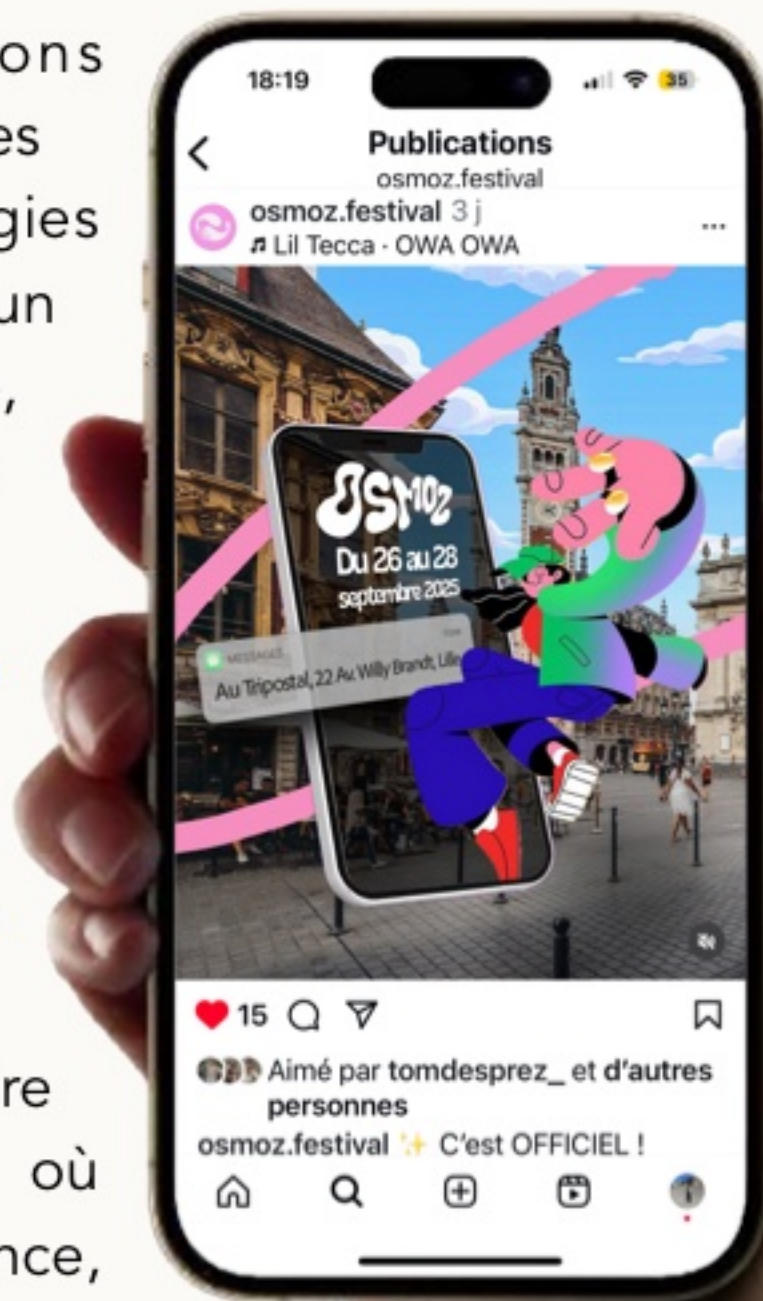 ons
es
gies
un
,
re
où
nce,
18:19
35
Publications
osmoz.festival
osmoz.festival 3 j
♫ Lil Tecca · OWA OWA
...
OSMOZ
Du 26 au 28
septembre 2025
MESSAGES
Au Tripostal, 22 Av. Willy Brandt, Lille
15
Aimé par tomdesprez_ et d'autres
personnes
osmoz.festival ✨ C'est OFFICIEL !